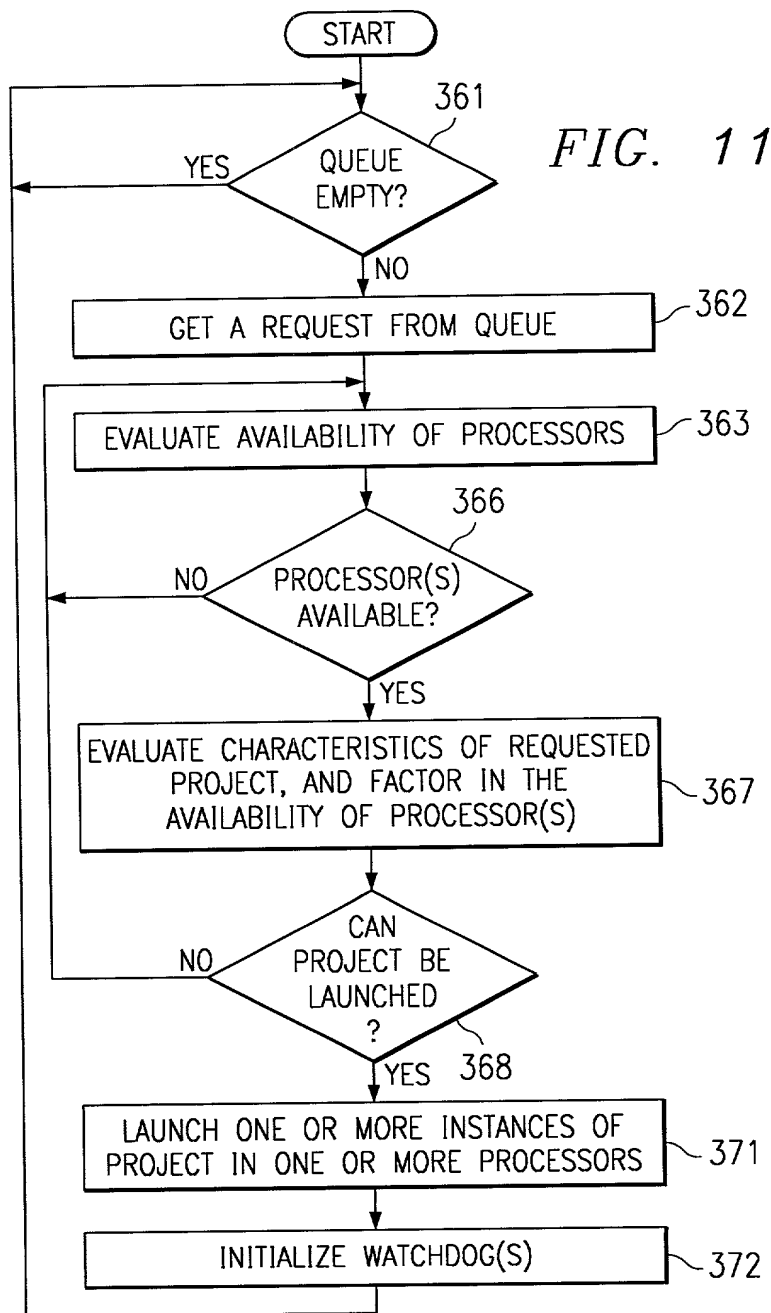 START
361
FIG. 11
YES
QUEUE
EMPTY?
NO
GET A REQUEST FROM QUEUE
362
EVALUATE AVAILABILITY OF PROCESSORS
363
366
NO
PROCESSOR(S)
AVAILABLE?
YES
EVALUATE CHARACTERISTICS OF REQUESTED
PROJECT, AND FACTOR IN THE
AVAILABILITY OF PROCESSOR(S)
367
CAN
PROJECT BE
LAUNCHED
?
NO
368
YES
LAUNCH ONE OR MORE INSTANCES OF
PROJECT IN ONE OR MORE PROCESSORS
371
INITIALIZE WATCHDOG(S)
372